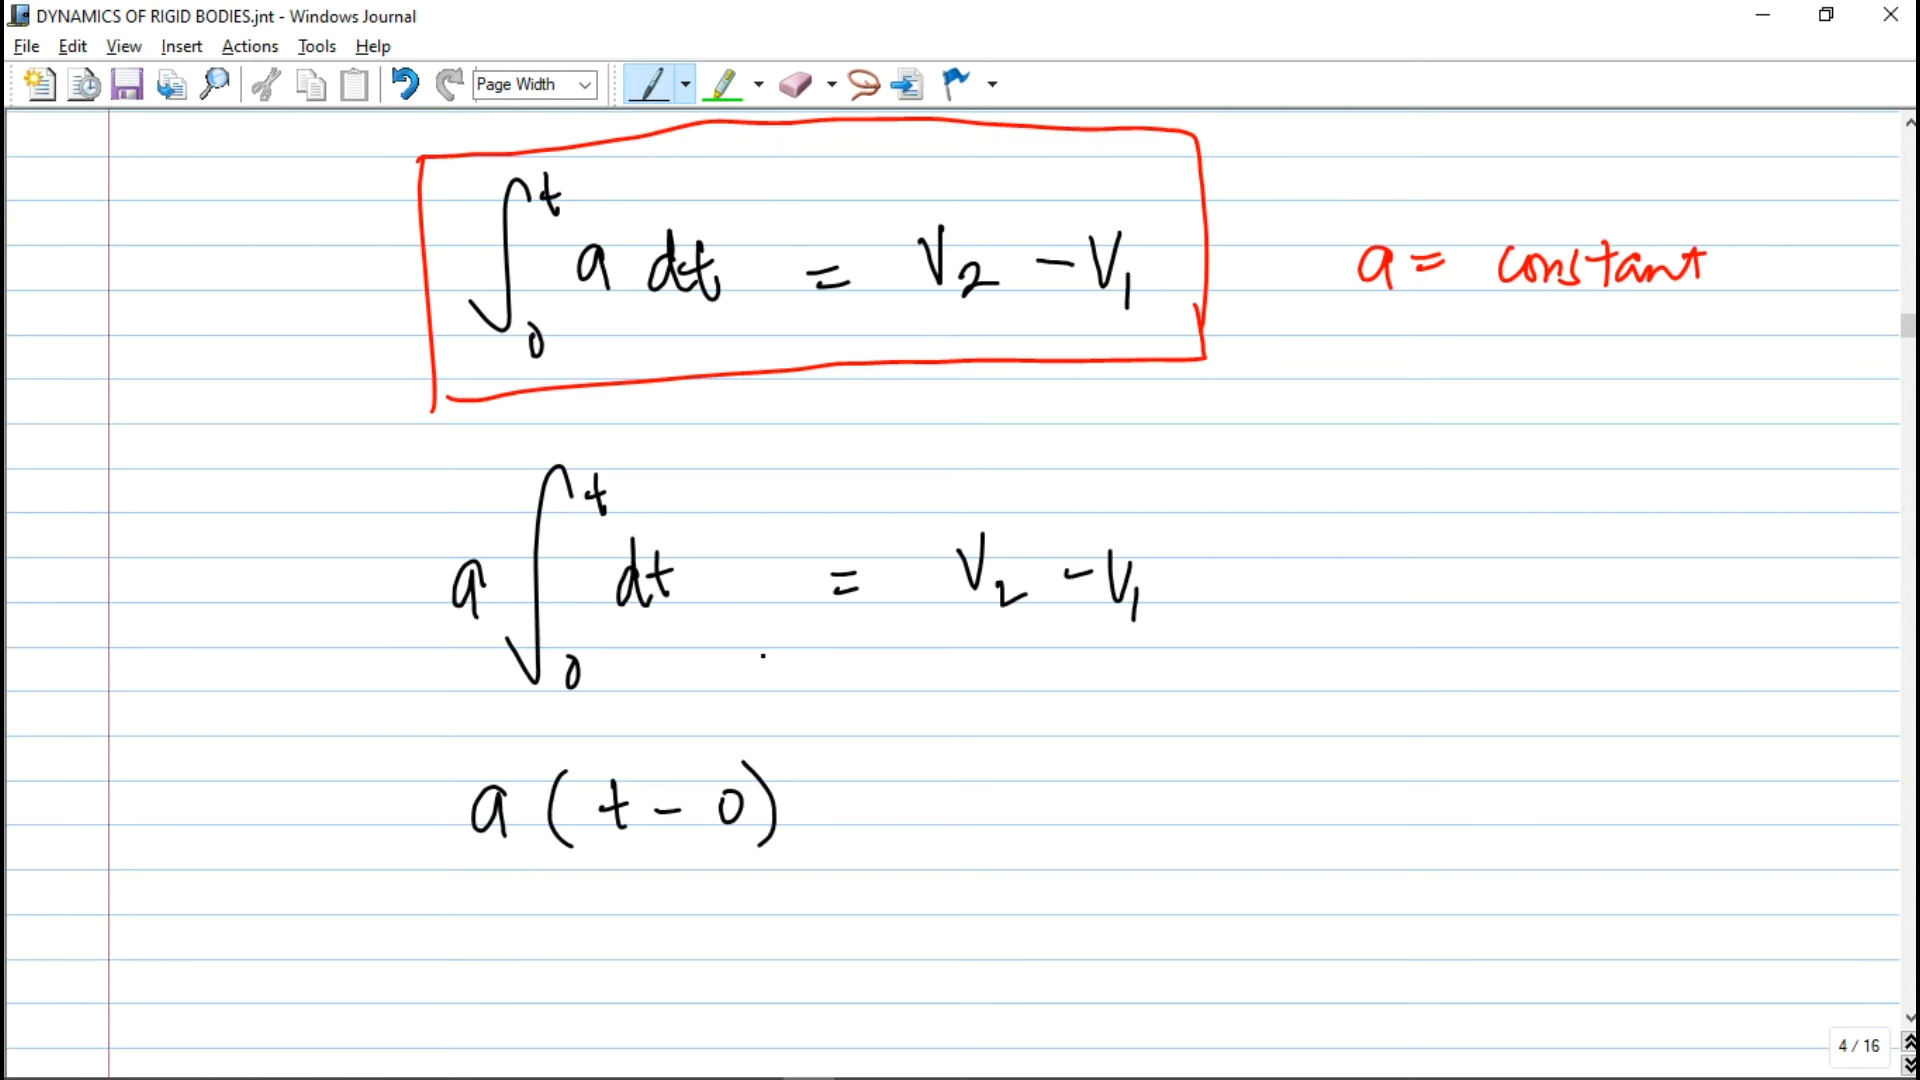 DYNAMICS OF RIGID BODIES.jnt - Windows Journal
File Edit View Insert Actions Tools Help
Page Width
∫₀ᵗ a dt = V₂ - V₁
a = constant
a ∫₀ᵗ dt = V₂ - V₁
a ( t - 0 )
4 / 16